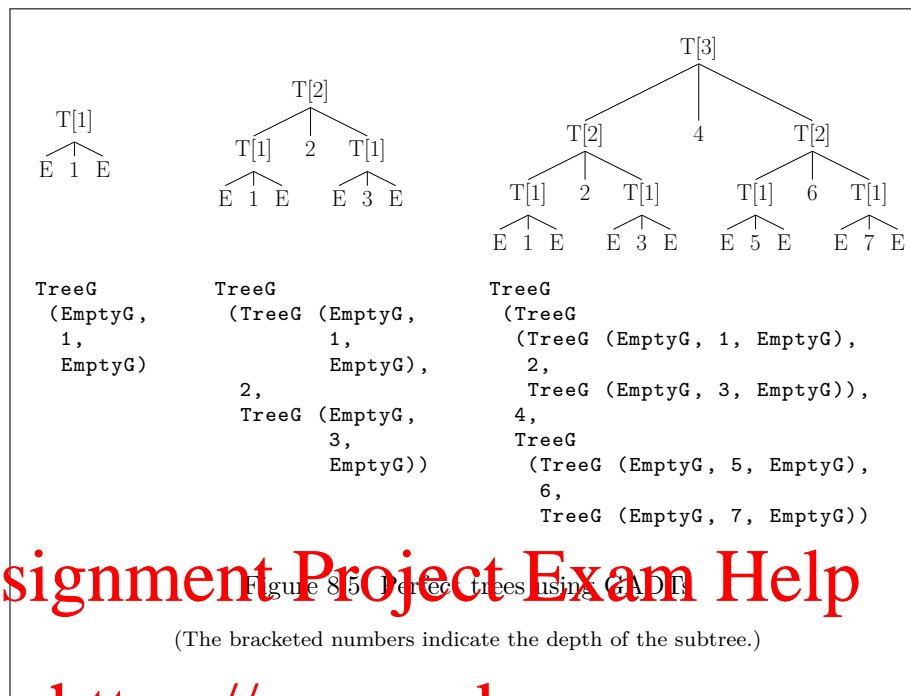 T[3]
T[2]
T[1] T[2] 4 T[2]
T[1] 2 T[1]
E 1 E T[1] 2 T[1] T[1] 6 T[1]
E 1 E E 3 E
E 1 E E 3 E E 5 E E 7 E
TreeG
(EmptyG,
1,
EmptyG)
TreeG
(TreeG (EmptyG,
1,
EmptyG),
2,
TreeG (EmptyG,
3,
EmptyG))
TreeG
(TreeG
(TreeG (EmptyG, 1, EmptyG),
2,
TreeG (EmptyG, 3, EmptyG)),
4,
TreeG
(TreeG (EmptyG, 5, EmptyG),
6,
TreeG (EmptyG, 7, EmptyG))
signment Project Exam Help
Figure 8.5: Perfect trees using GADTs
(The bracketed numbers indicate the depth of the subtree.)